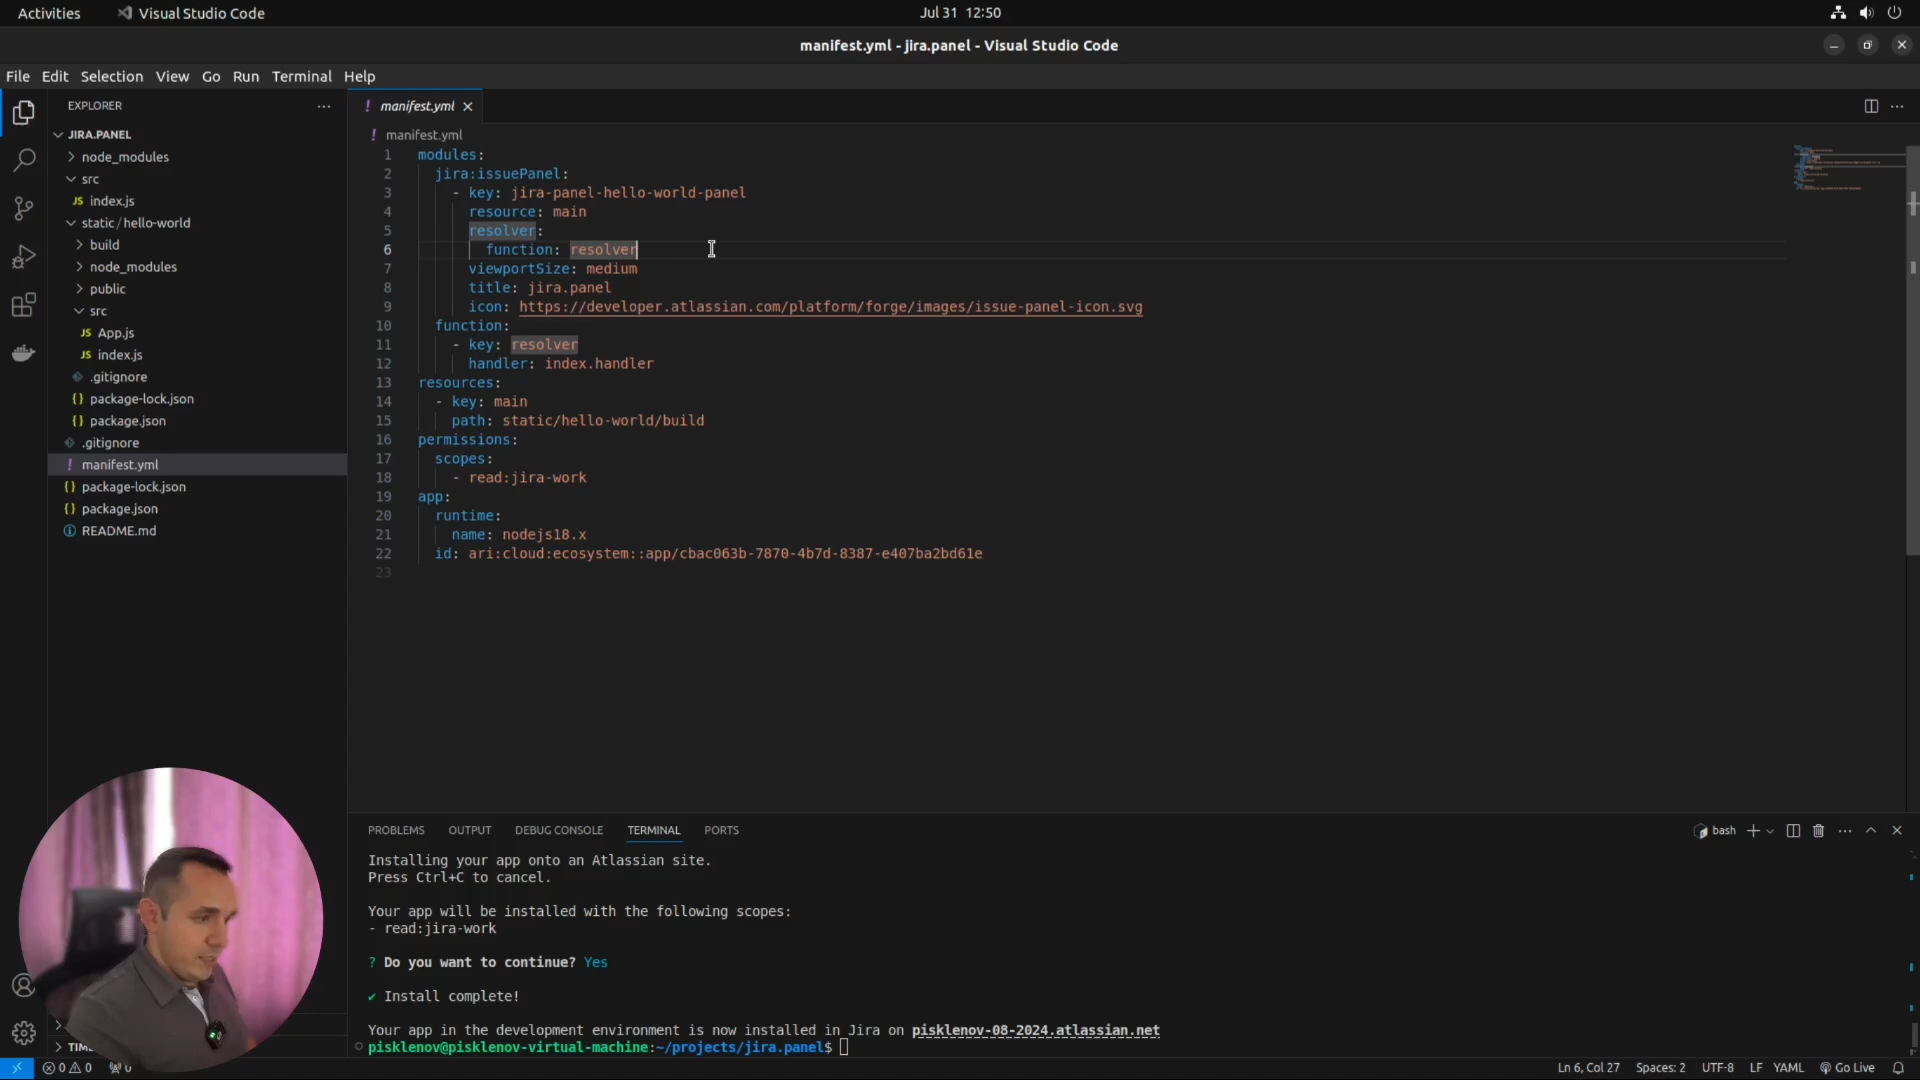 Activities
Visual Studio Code
Jul 31 12:50
manifest.yml - jira.panel - Visual Studio Code
File Edit Selection View Go Run Terminal Help
EXPLORER
JIRA.PANEL
node_modules
src
JS index.js
static / hello-world
build
node_modules
public
src
JS App.js
JS index.js
.gitignore
{} package-lock.json
{} package.json
.gitignore
! manifest.yml
{} package-lock.json
{} package.json
README.md
! manifest.yml
! manifest.yml
1 modules:
2 jira:issuePanel:
3 - key: jira-panel-hello-world-panel
4 resource: main
5 resolver:
6 function: resolver
7 viewportSize: medium
8 title: jira.panel
9 icon: https://developer.atlassian.com/platform/forge/images/issue-panel-icon.svg
10 function:
11 - key: resolver
12 handler: index.handler
13 resources:
14 - key: main
15 path: static/hello-world/build
16 permissions:
17 scopes:
18 - read:jira-work
19 app:
20 runtime:
21 name: nodejs18.x
22 id: ari:cloud:ecosystem::app/cbac063b-7870-4b7d-8387-e407ba2bd61e
23
PROBLEMS OUTPUT DEBUG CONSOLE TERMINAL PORTS
bash
Installing your app onto an Atlassian site.
Press Ctrl+C to cancel.
Your app will be installed with the following scopes:
- read:jira-work
? Do you want to continue? Yes
✔ Install complete!
Your app in the development environment is now installed in Jira on pisklenov-08-2024.atlassian.net
pisklenov@pisklenov-virtual-machine:~/projects/jira.panel$
0 0 0
Ln 6, Col 27 Spaces: 2 UTF-8 LF YAML Go Live